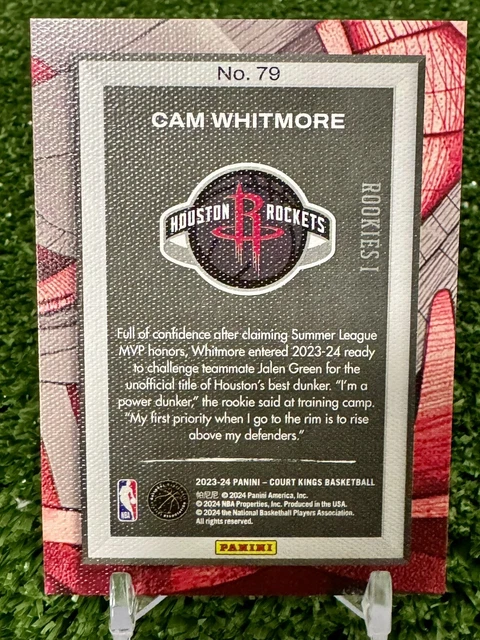 No. 79
CAM WHITMORE
HOUSTON R ROCKETS
ROOKIES I
Full of confidence after claiming Summer League
MVP honors, Whitmore entered 2023-24 ready
to challenge teammate Jalen Green for the
unofficial title of Houston's best dunker. "I'm a
power dunker," the rookie said at training camp.
"My first priority when I go to the rim is to rise
above my defenders."
2023-24 PANINI – COURT KINGS BASKETBALL
帕尼尼 © 2024 Panini America, Inc.
© 2024 NBA Properties, Inc. Produced in the USA.
© 2024 the National Basketball Players Association.
All rights reserved.
NBA
PANINI